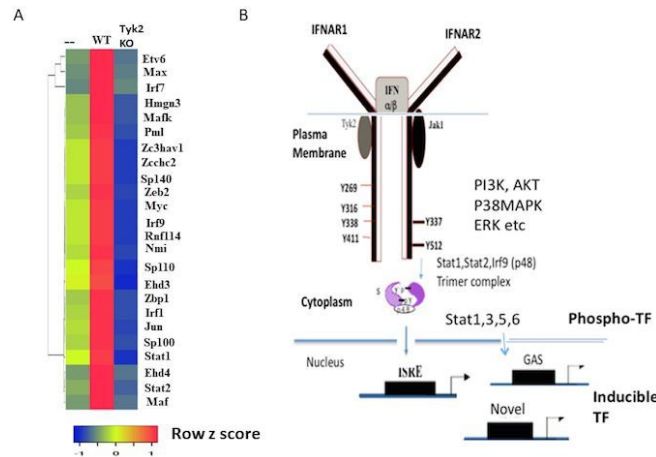 A
--
WT
Tyk2
KO
Etv6
Max
Irf7
Hmgn3
Mafk
Pml
Zc3hav1
Zcchc2
Sp140
Zeb2
Myc
Irf9
Rnf114
Nmi
Sp110
Ehd3
Zbp1
Irf1
Jun
Sp100
Stat1
Ehd4
Stat2
Maf
-1 0 1
Row z score
B
IFNAR1
IFNAR2
IFN
α/β
Tyk2
Jak1
Plasma
Membrane
Y269
Y316
Y338
Y411
Y337
Y512
PI3K, AKT
P38MAPK
ERK etc
Stat1,Stat2,Irf9 (p48)
Trimer complex
Cytoplasm
S
Stat1,3,5,6
Phospho-TF
Nucleus
ISRE
GAS
Novel
Inducible
TF